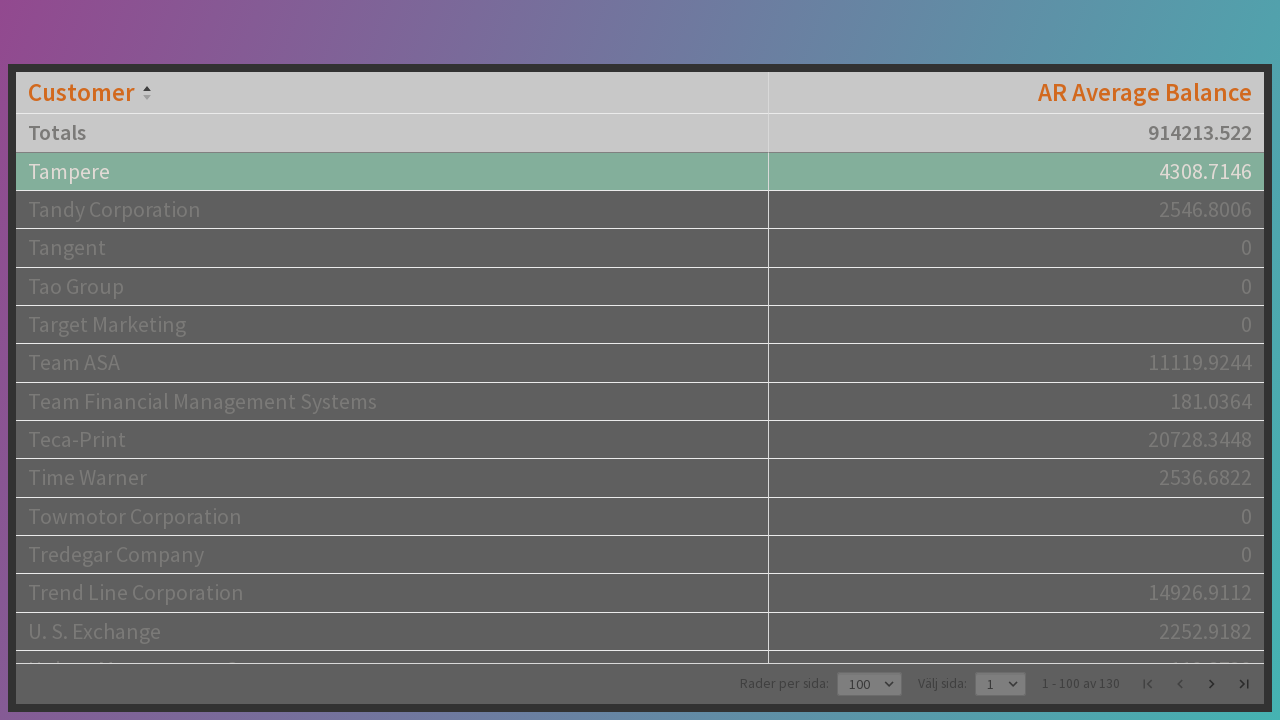 Customer AR Average Balance
Totals 914213.522
Tampere 4308.7146
Tandy Corporation 2546.8006
Tangent 0
Tao Group 0
Target Marketing 0
Team ASA 11119.9244
Team Financial Management Systems 181.0364
Teca-Print 20728.3448
Time Warner 2536.6822
Towmotor Corporation 0
Tredegar Company 0
Trend Line Corporation 14926.9112
U. S. Exchange 2252.9182
Rader per sida: 100 Välj sida: 1 1 - 100 av 130